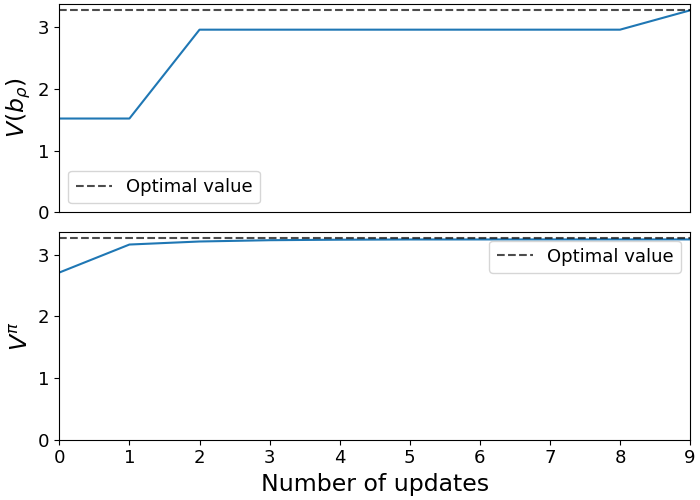 3
2
1
0
V(b_ρ)
Optimal value
3
2
1
0
V^π
Optimal value
0 1 2 3 4 5 6 7 8 9
Number of updates